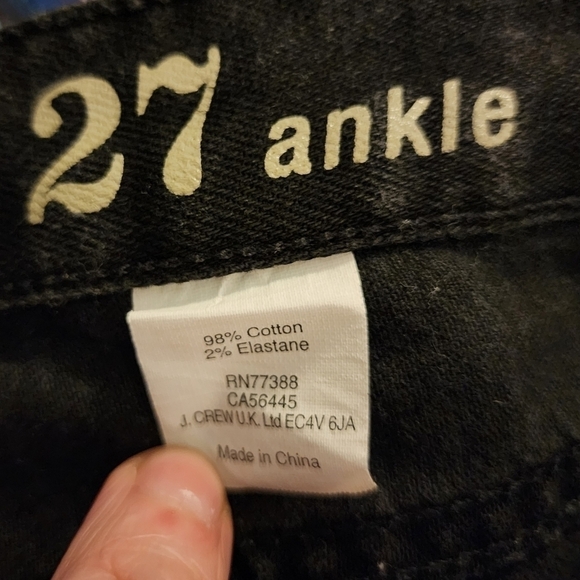 27 ankle
98% Cotton
2% Elastane
RN77388
CA56445
J. CREW U.K. Ltd EC4V 6JA
Made in China